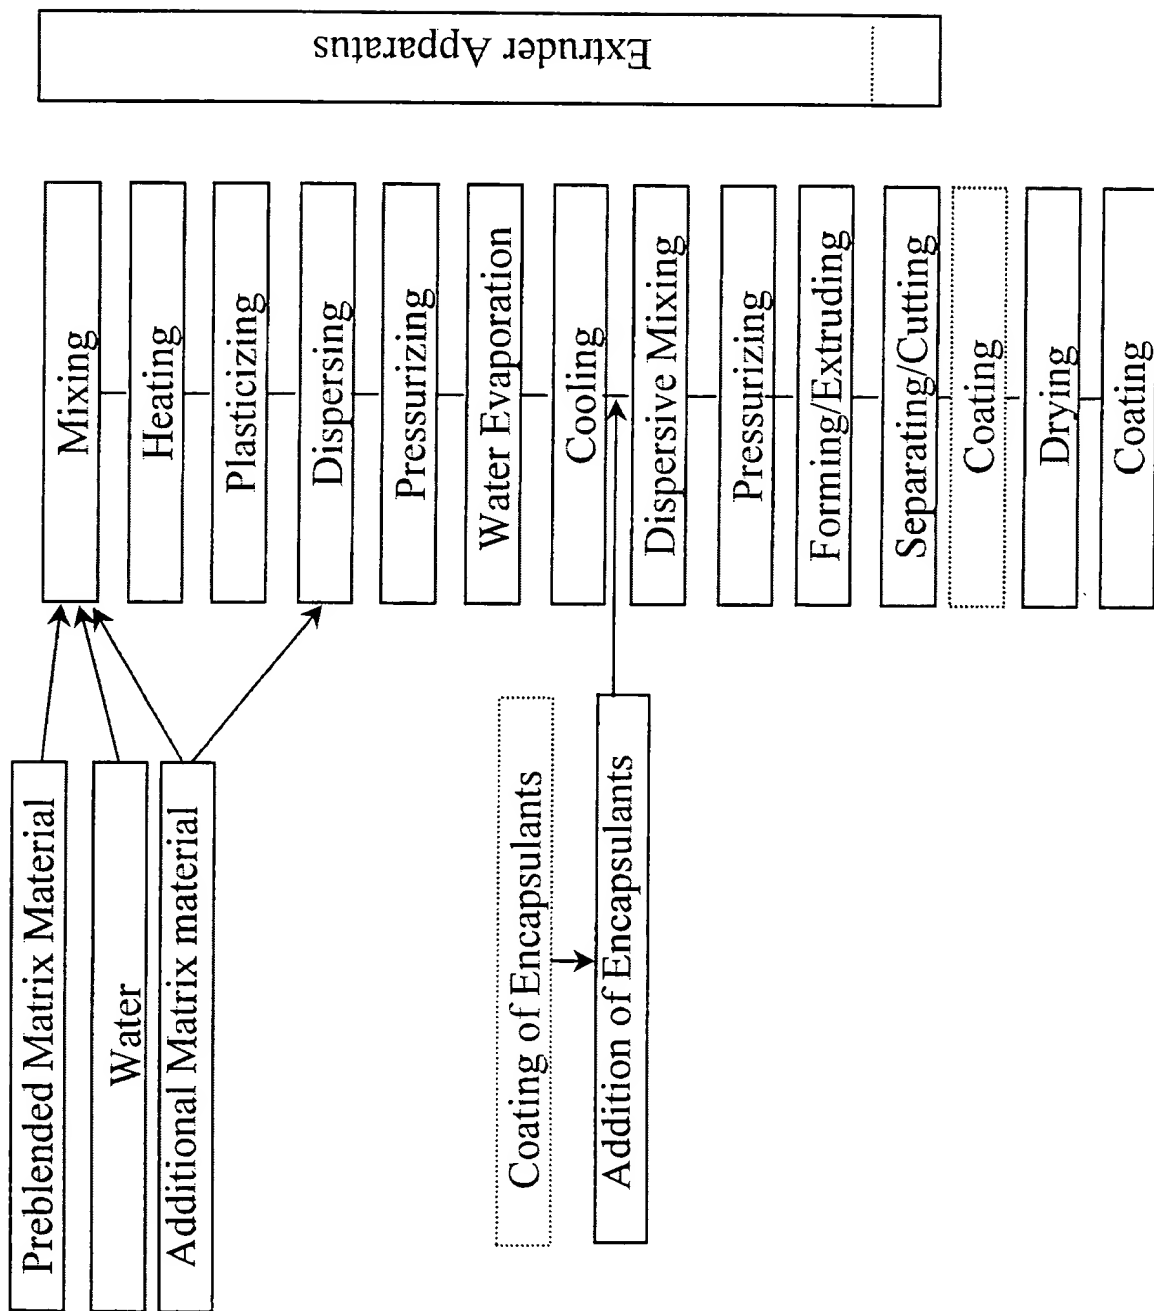 Preblended Matrix Material
Water
Additional Matrix material
Coating of Encapsulants
Addition of Encapsulants
Mixing
Heating
Plasticizing
Dispersing
Pressurizing
Water Evaporation
Cooling
Dispersive Mixing
Pressurizing
Forming/Extruding
Separating/Cutting
Coating
Drying
Coating
Extruder Apparatus